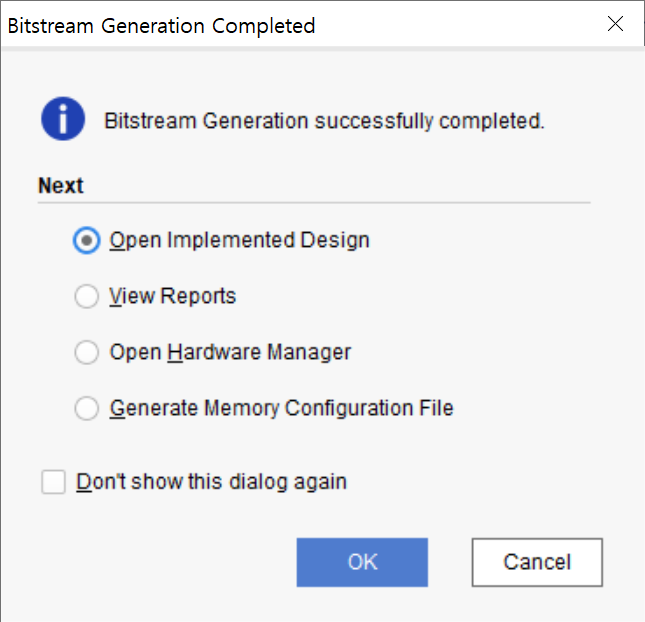 Bitstream Generation Completed
Bitstream Generation successfully completed.
Next
Open Implemented Design
View Reports
Open Hardware Manager
Generate Memory Configuration File
Don't show this dialog again
OK
Cancel